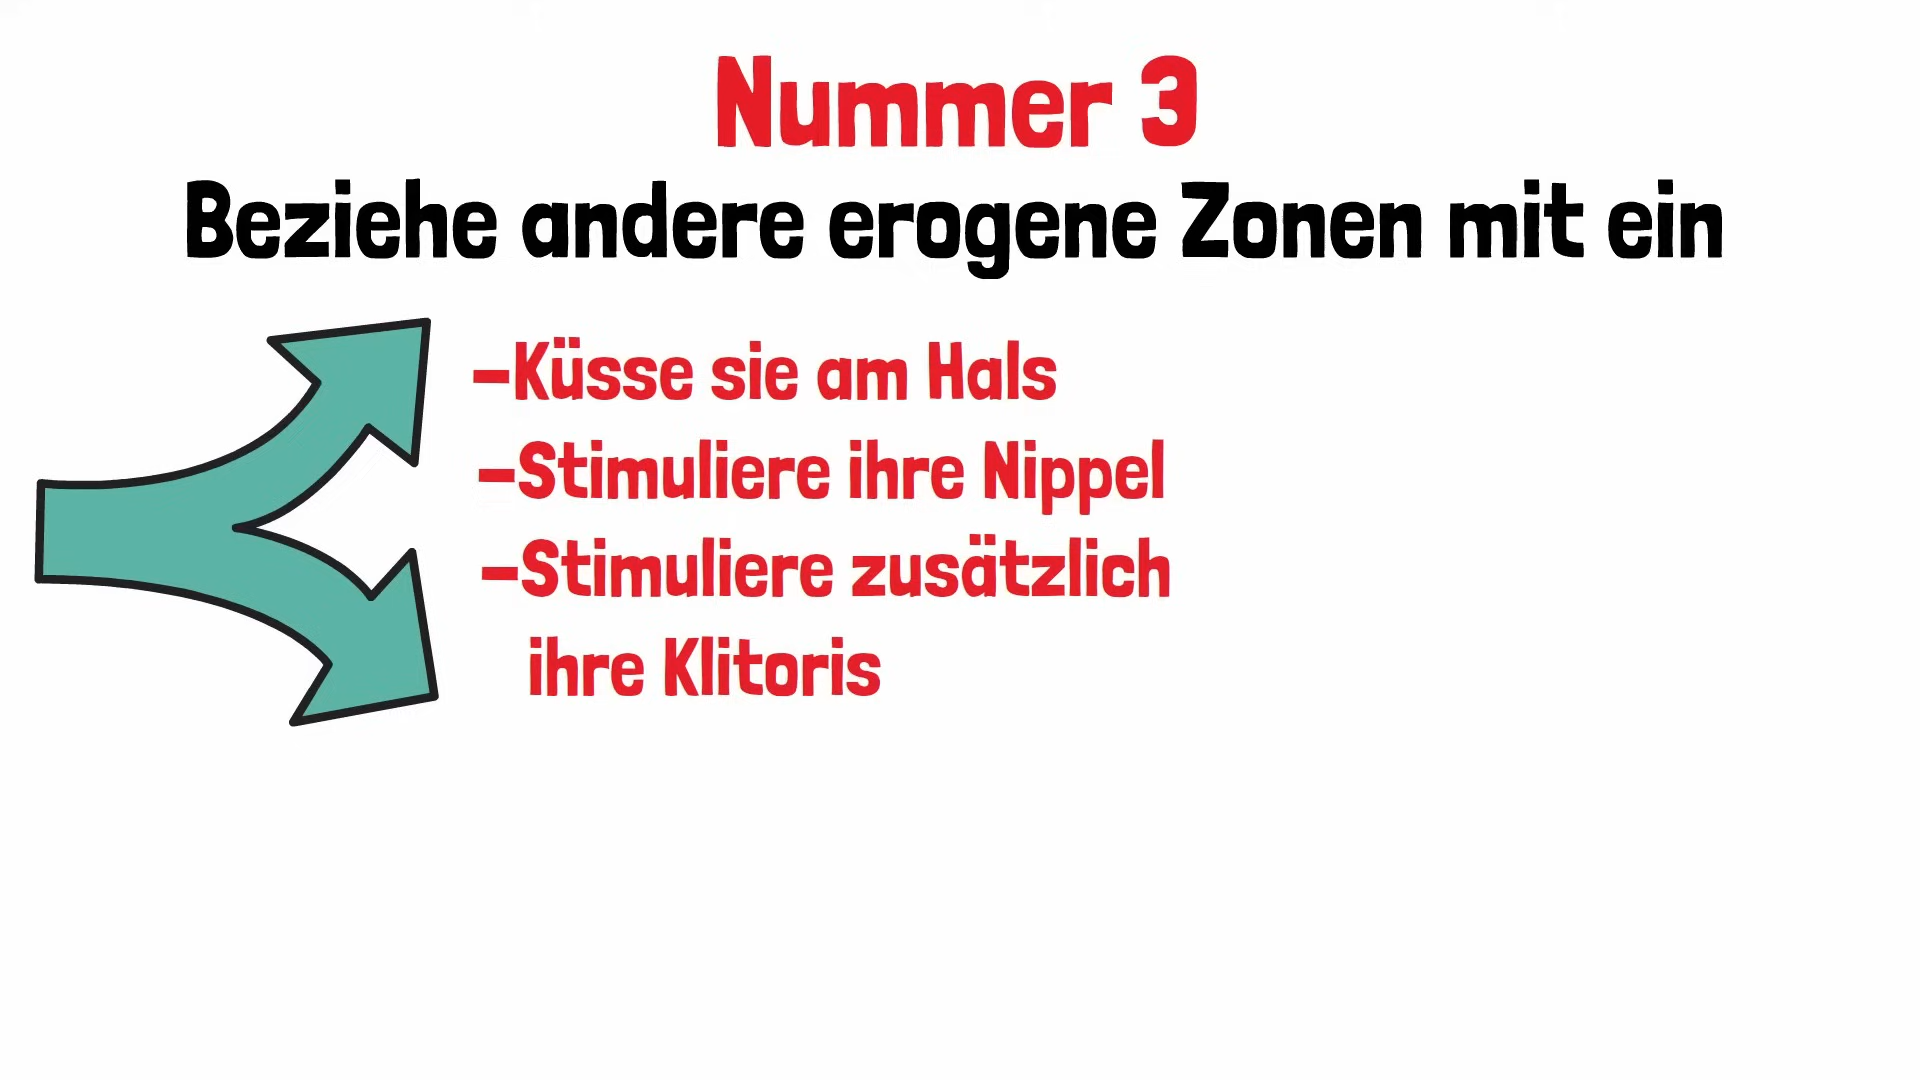 Nummer 3
Beziehe andere erogene Zonen mit ein
-Küsse sie am Hals
-Stimuliere ihre Nippel
-Stimuliere zusätzlich
ihre Klitoris